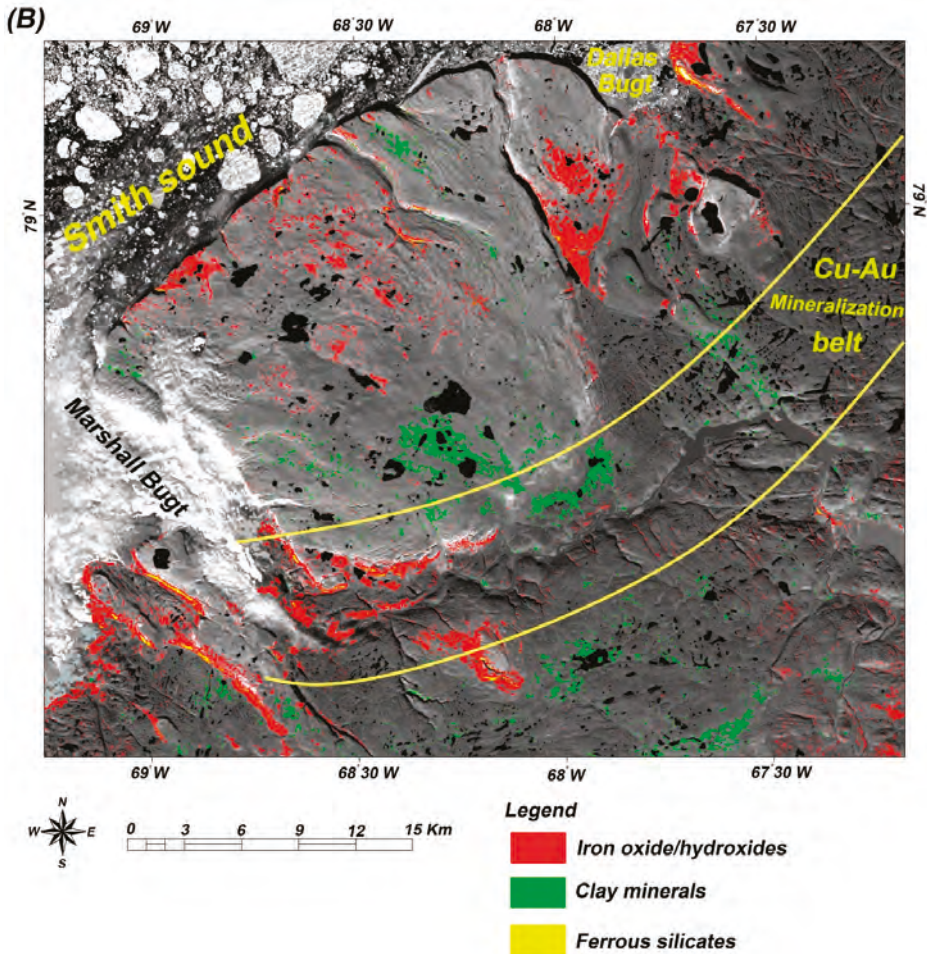 (B)
69°W 68°30 W 68°W 67°30 W
Dallas
Bugt
Smith sound
79°N
79°N
Cu-Au
Mineralization
belt
Marshall Bugt
69°W 68°30 W 68°W 67°30 W
N
W E
S
0 3 6 9 12 15 Km
Legend
Iron oxide/hydroxides
Clay minerals
Ferrous silicates